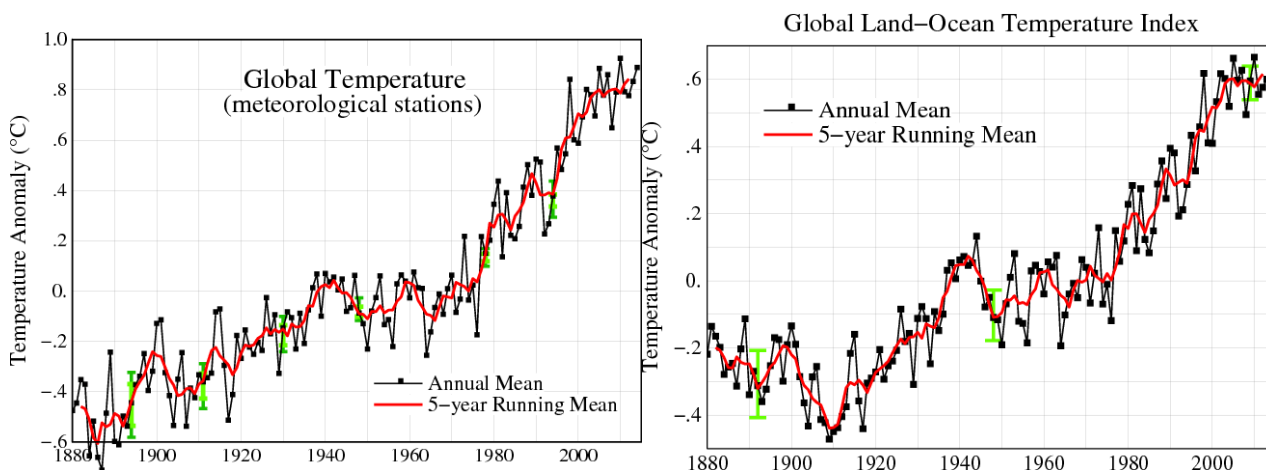 Global Temperature
(meteorological stations)
Temperature Anomaly (°C)
1.0
.8
.6
.4
.2
0.0
−.2
−.4
−.6
Annual Mean
5−year Running Mean
1880 1900 1920 1940 1960 1980 2000
Global Land−Ocean Temperature Index
Temperature Anomaly (°C)
.6
.4
.2
0.
−.2
−.4
Annual Mean
5−year Running Mean
1880 1900 1920 1940 1960 1980 2000